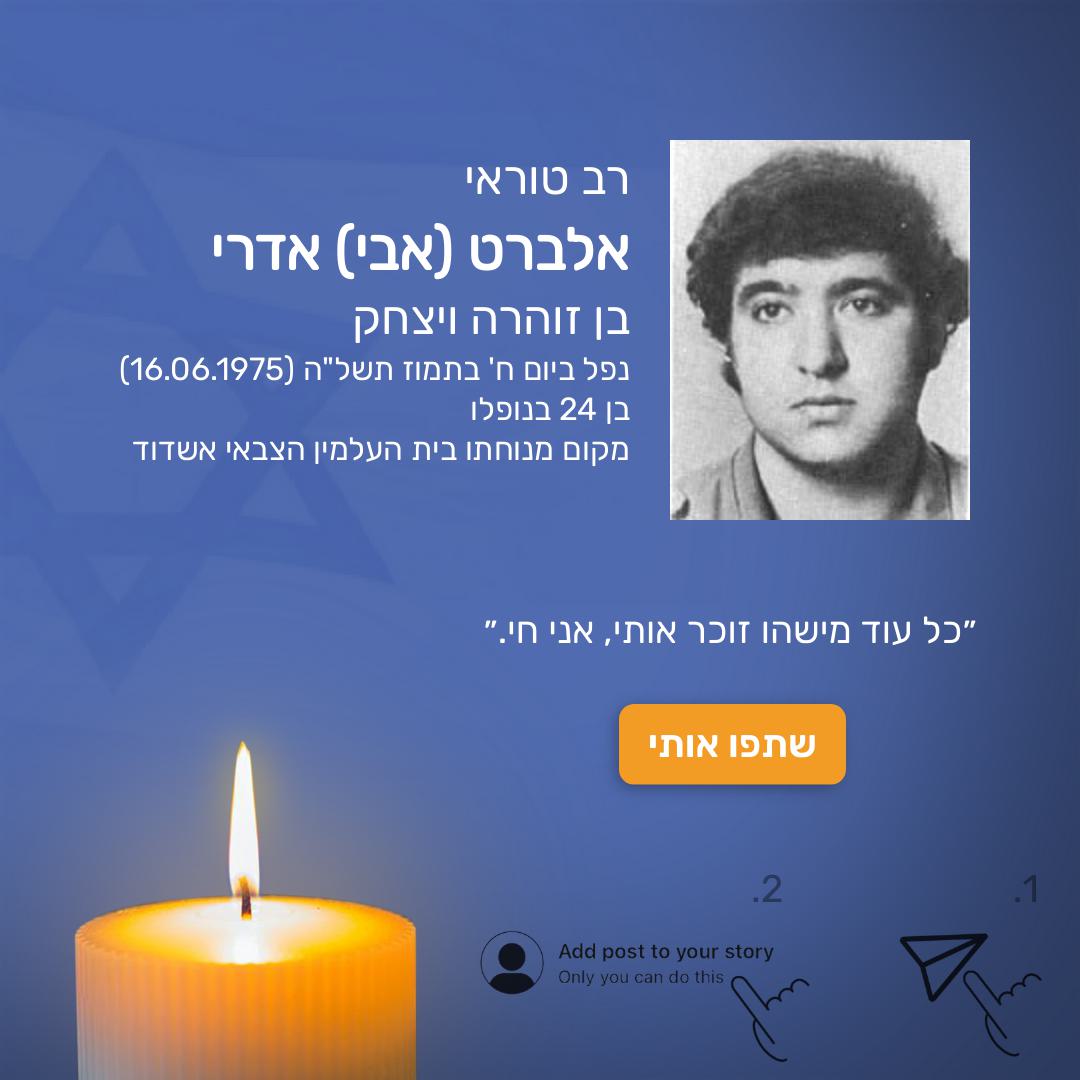 רב טוראי
אלברט (אבי) אדרי
בן זוהרה ויצחק
נפל ביום ח' בתמוז תשל"ה (16.06.1975)
בן 24 בנופלו
מקום מנוחתו בית העלמין הצבאי אשדוד
״כל עוד מישהו זוכר אותי, אני חי.״
שתפו אותי
.1
.2
Add post to your story
Only you can do this